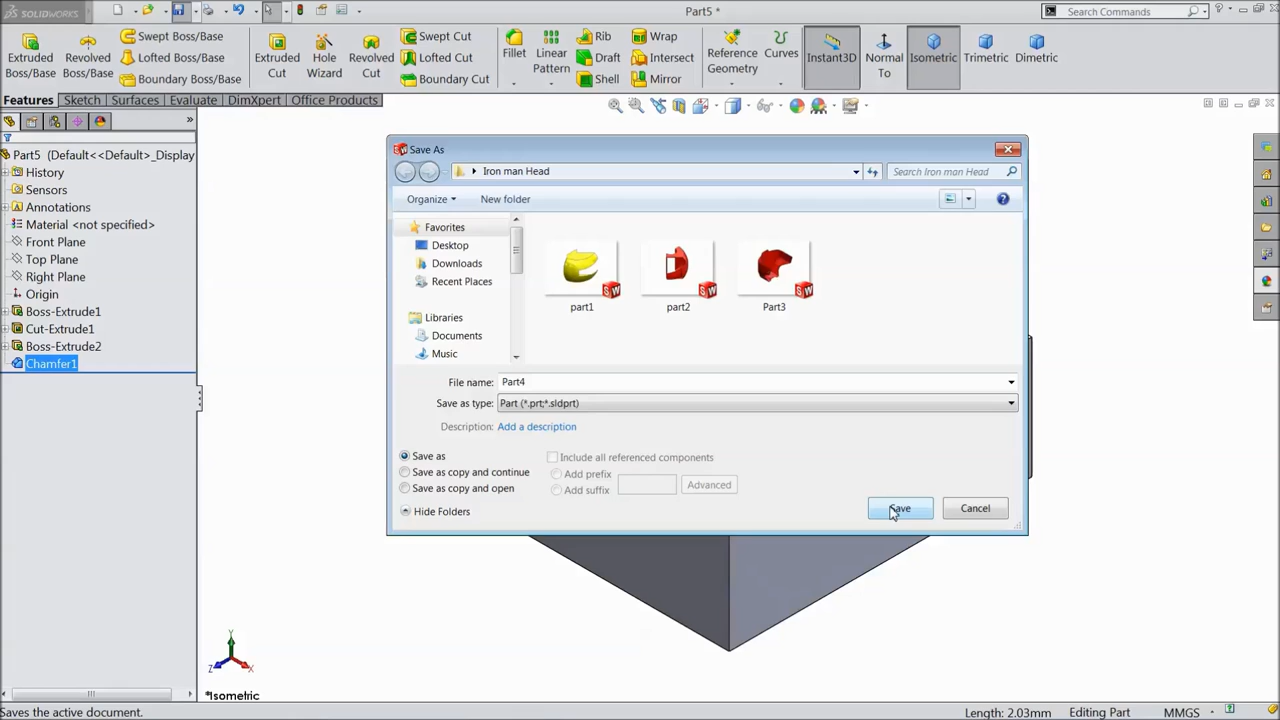 SOLIDWORKS
Part5 *
Search Commands
Extruded Boss/Base
Revolved Boss/Base
Swept Boss/Base
Lofted Boss/Base
Boundary Boss/Base
Extruded Cut
Hole Wizard
Revolved Cut
Swept Cut
Lofted Cut
Boundary Cut
Fillet
Linear Pattern
Rib
Draft
Shell
Wrap
Intersect
Mirror
Reference Geometry
Curves
Instant3D
Normal To
Isometric
Trimetric
Dimetric
Features
Sketch
Surfaces
Evaluate
DimXpert
Office Products
Part5 (Default<<Default>_Display
History
Sensors
Annotations
Material <not specified>
Front Plane
Top Plane
Right Plane
Origin
Boss-Extrude1
Cut-Extrude1
Boss-Extrude2
Chamfer1
Save As
Iron man Head
Search Iron man Head
Organize
New folder
Favorites
Desktop
Downloads
Recent Places
Libraries
Documents
Music
part1
part2
Part3
File name:
Part4
Save as type:
Part (*.prt;*.sldprt)
Description:
Add a description
Save as
Save as copy and continue
Save as copy and open
Include all referenced components
Add prefix
Add suffix
Advanced
Hide Folders
Save
Cancel
Y
Z
X
*Isometric
Saves the active document.
Length: 2.03mm
Editing Part
MMGS